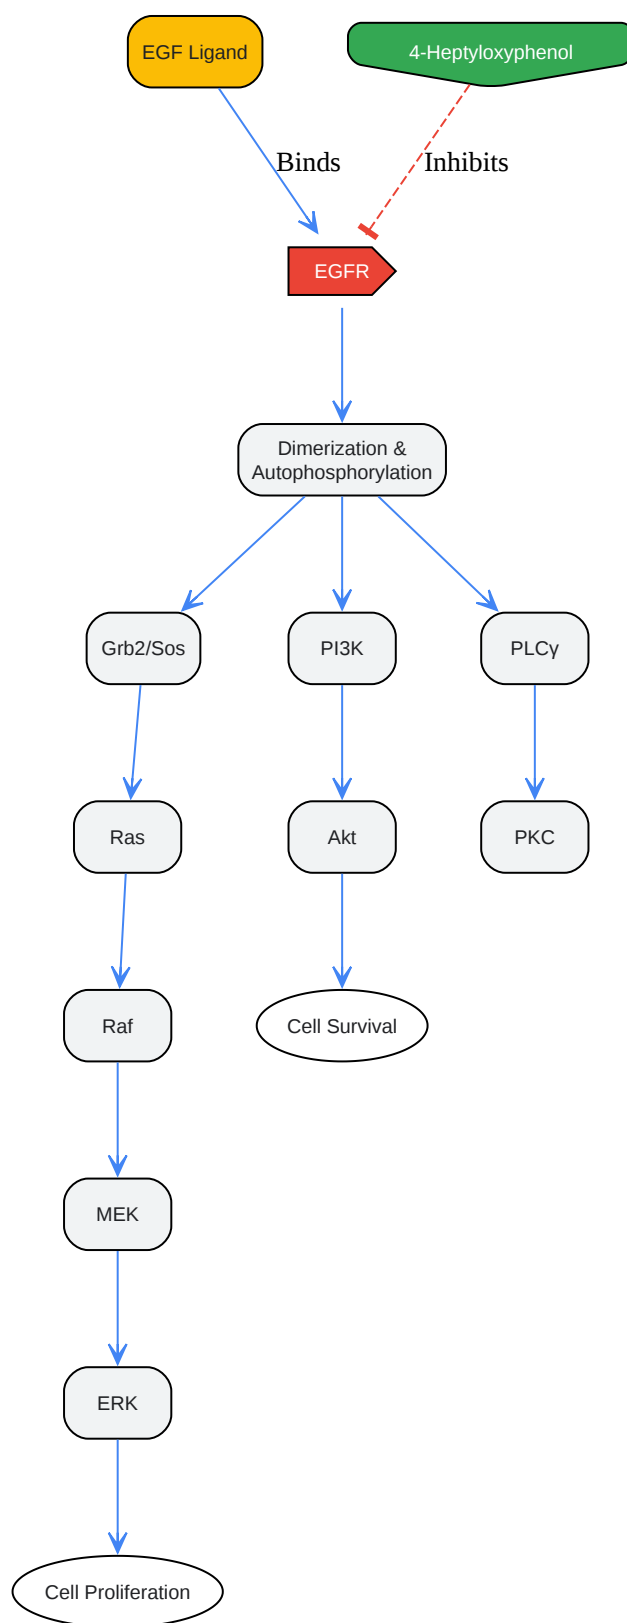 EGF Ligand
4-Heptyloxyphenol
Binds
Inhibits
EGFR
Dimerization &
Autophosphorylation
Grb2/Sos
PI3K
PLCγ
Ras
Akt
PKC
Raf
Cell Survival
MEK
ERK
Cell Proliferation